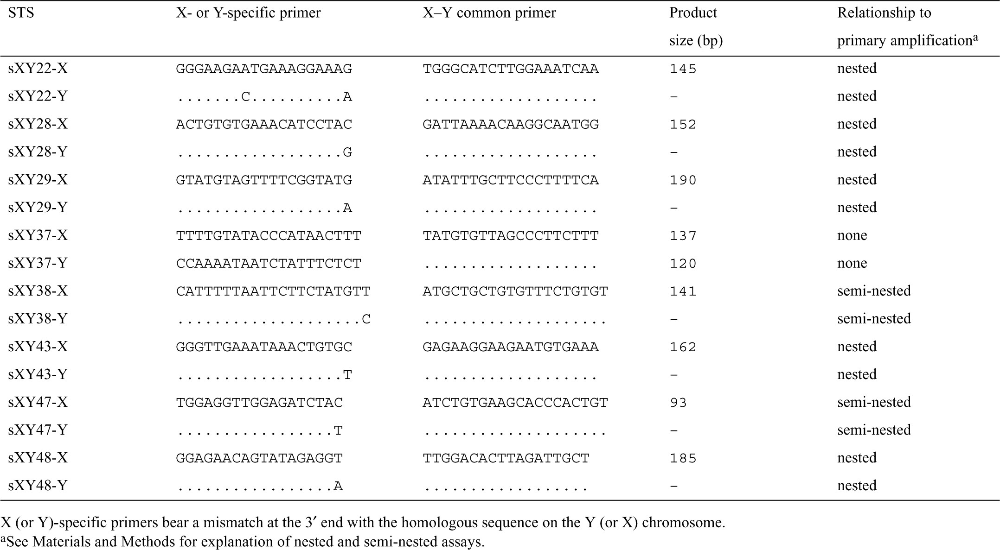 STS X- or Y-specific primer X–Y common primer Product Relationship to
size (bp) primary amplificationᵃ
sXY22-X GGGAAGAATGAAAGGAAAG TGGGCATCTTGGAAATCAA 145 nested
sXY22-Y .......C..........A ................... – nested
sXY28-X ACTGTGTGAAACATCCTAC GATTAAAACAAGGCAATGG 152 nested
sXY28-Y ..................G ................... – nested
sXY29-X GTATGTAGTTTTCGGTATG ATATTTGCTTCCCTTTTCA 190 nested
sXY29-Y ..................A ................... – nested
sXY37-X TTTTGTATACCCATAACTTT TATGTGTTAGCCCTTCTTT 137 none
sXY37-Y CCAAAATAATCTATTTCTCT ................... 120 none
sXY38-X CATTTTTAATTCTTCTATGTT ATGCTGCTGTGTTTCTGTGT 141 semi-nested
sXY38-Y ....................C .................... – semi-nested
sXY43-X GGGTTGAAATAAACTGTGC GAGAAGGAAGAATGTGAAA 162 nested
sXY43-Y ..................T ................... – nested
sXY47-X TGGAGGTTGGAGATCTAC ATCTGTGAAGCACCCACTGT 93 semi-nested
sXY47-Y .................T .................... – semi-nested
sXY48-X GGAGAACAGTATAGAGGT TTGGACACTTAGATTGCT 185 nested
sXY48-Y .................A .................. – nested
X (or Y)-specific primers bear a mismatch at the 3′ end with the homologous sequence on the Y (or X) chromosome.
ᵃSee Materials and Methods for explanation of nested and semi-nested assays.